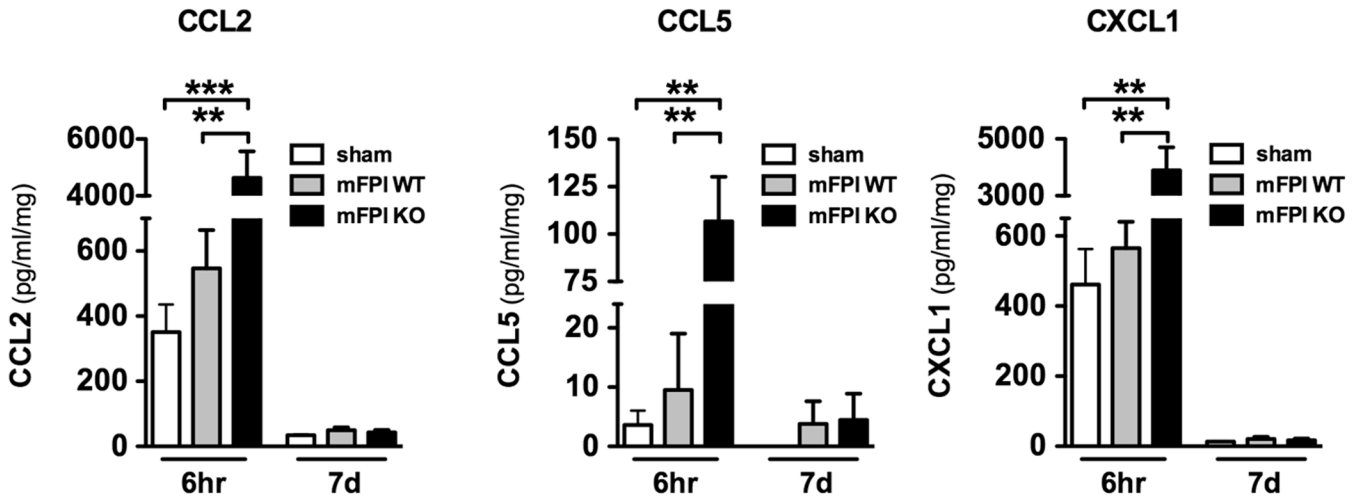 CCL2
***
**
6000
4000
600
400
200
0
CCL2 (pg/ml/mg)
sham
mFPI WT
mFPI KO
6hr
7d
CCL5
**
**
150
125
100
75
20
10
0
CCL5 (pg/ml/mg)
sham
mFPI WT
mFPI KO
6hr
7d
CXCL1
**
**
5000
3000
600
400
200
0
CXCL1 (pg/ml/mg)
sham
mFPI WT
mFPI KO
6hr
7d